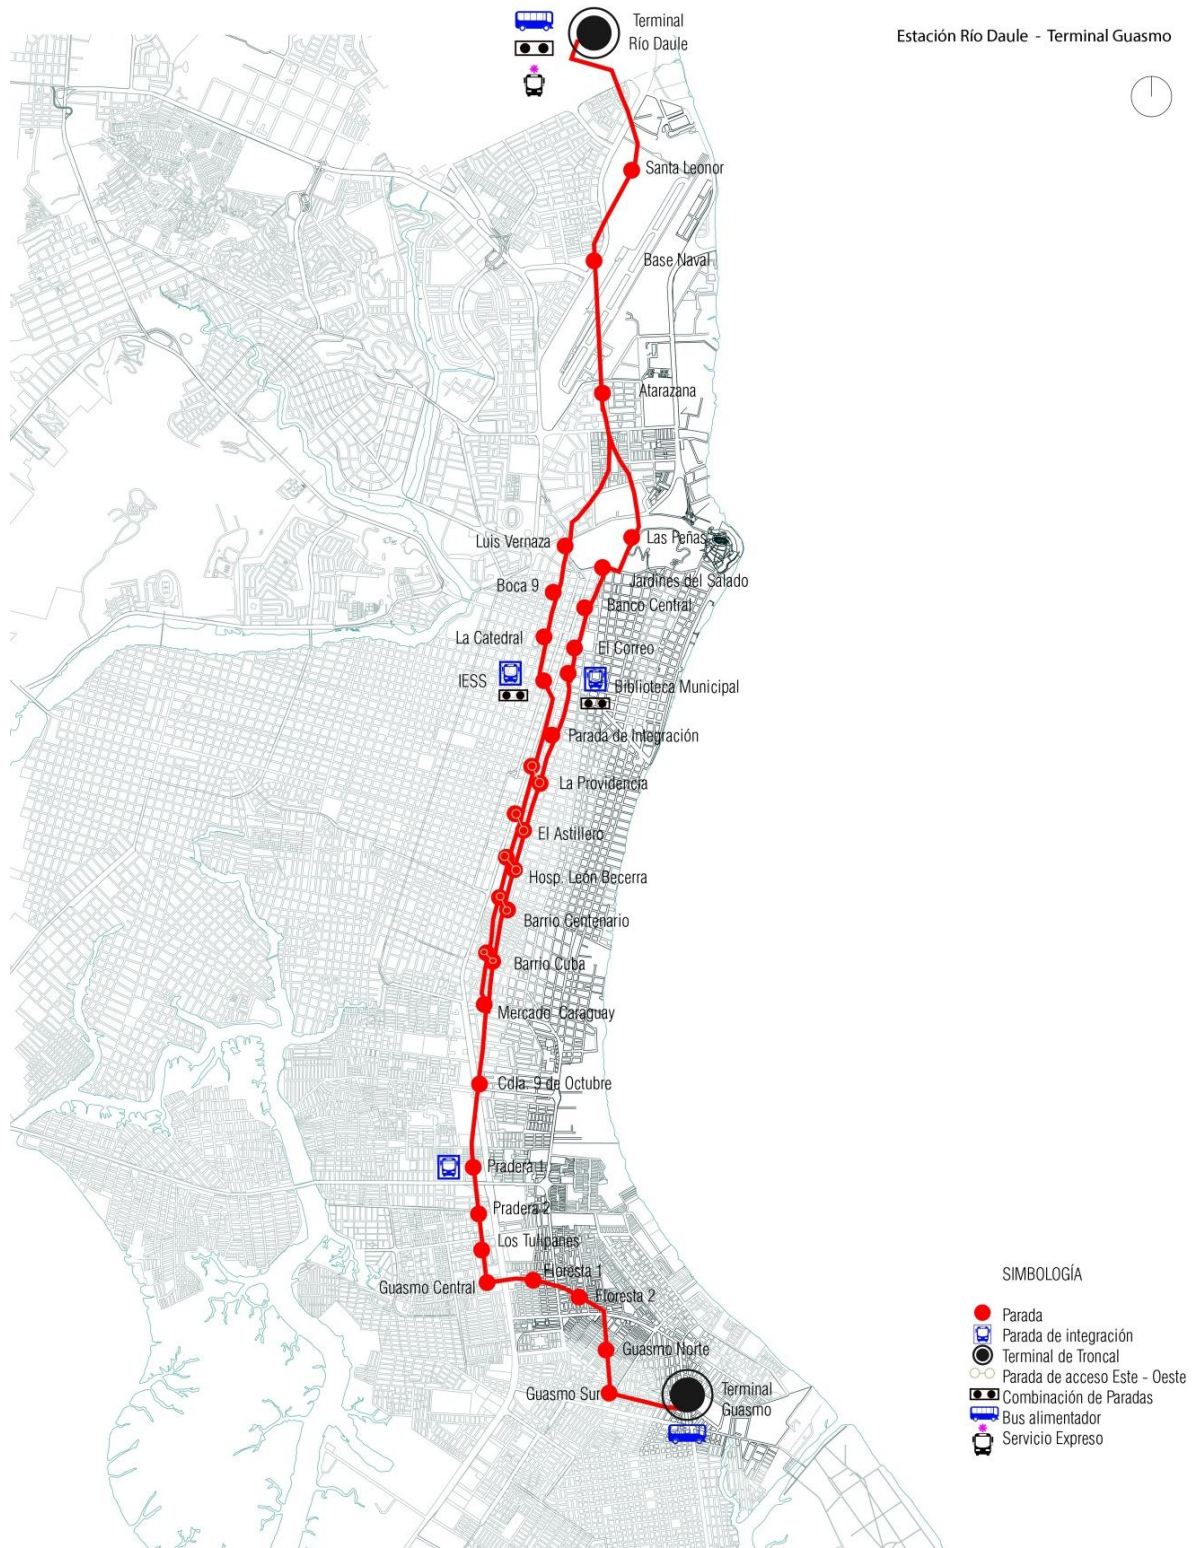 Terminal
Río Daule
Estación Río Daule - Terminal Guasmo
Santa Leonor
Base Naval
Atarazana
Luis Vernaza
Las Peñas
Jardines del Salado
Boca 9
Banco Central
La Catedral
El Correo
IESS
Biblioteca Municipal
Parada de Integración
La Providencia
El Astillero
Hosp. León Becerra
Barrio Centenario
Barrio Cuba
Mercado Caraguay
Cdla. 9 de Octubre
Pradera 1
Pradera 2
Los Tulipanes
Floresta 1
Guasmo Central
Floresta 2
Guasmo Norte
Guasmo Sur
Terminal
Guasmo
SIMBOLOGÍA
Parada
Parada de integración
Terminal de Troncal
Parada de acceso Este - Oeste
Combinación de Paradas
Bus alimentador
Servicio Expreso